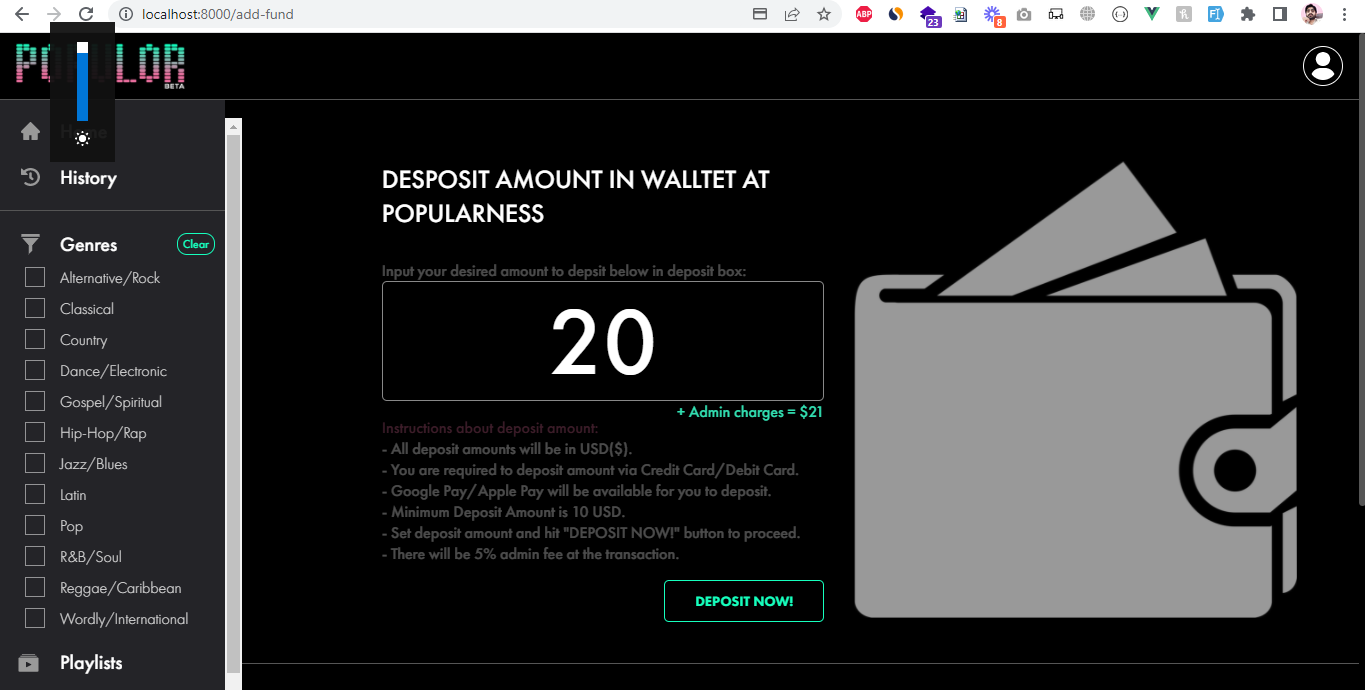 localhost:8000/add-fund
ABP
23
8
POPULOR
BETA
Home
History
Genres
Clear
Alternative/Rock
Classical
Country
Dance/Electronic
Gospel/Spiritual
Hip-Hop/Rap
Jazz/Blues
Latin
Pop
R&B/Soul
Reggae/Caribbean
Wordly/International
Playlists
DESPOSIT AMOUNT IN WALLTET AT
POPULARNESS
Input your desired amount to depsit below in deposit box:
20
+ Admin charges = $21
Instructions about deposit amount:
- All deposit amounts will be in USD($).
- You are required to deposit amount via Credit Card/Debit Card.
- Google Pay/Apple Pay will be available for you to deposit.
- Minimum Deposit Amount is 10 USD.
- Set deposit amount and hit "DEPOSIT NOW!" button to proceed.
- There will be 5% admin fee at the transaction.
DEPOSIT NOW!